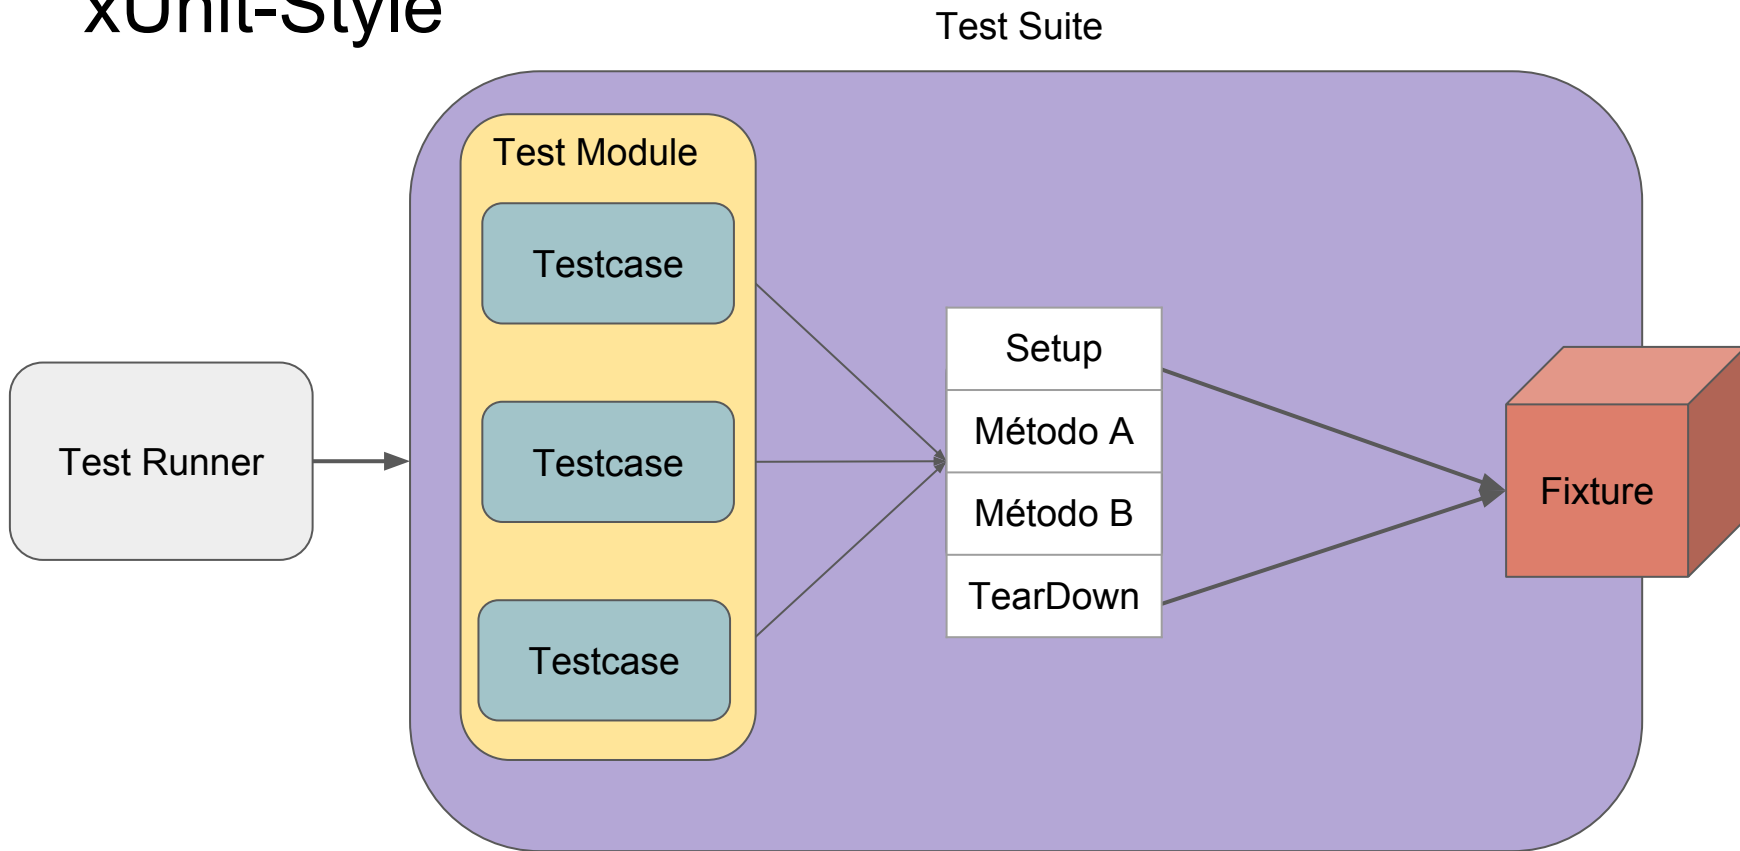 xUnit-Style
Test Suite
Test Module
Testcase
Testcase
Testcase
Test Runner
Setup
Método A
Método B
TearDown
Fixture